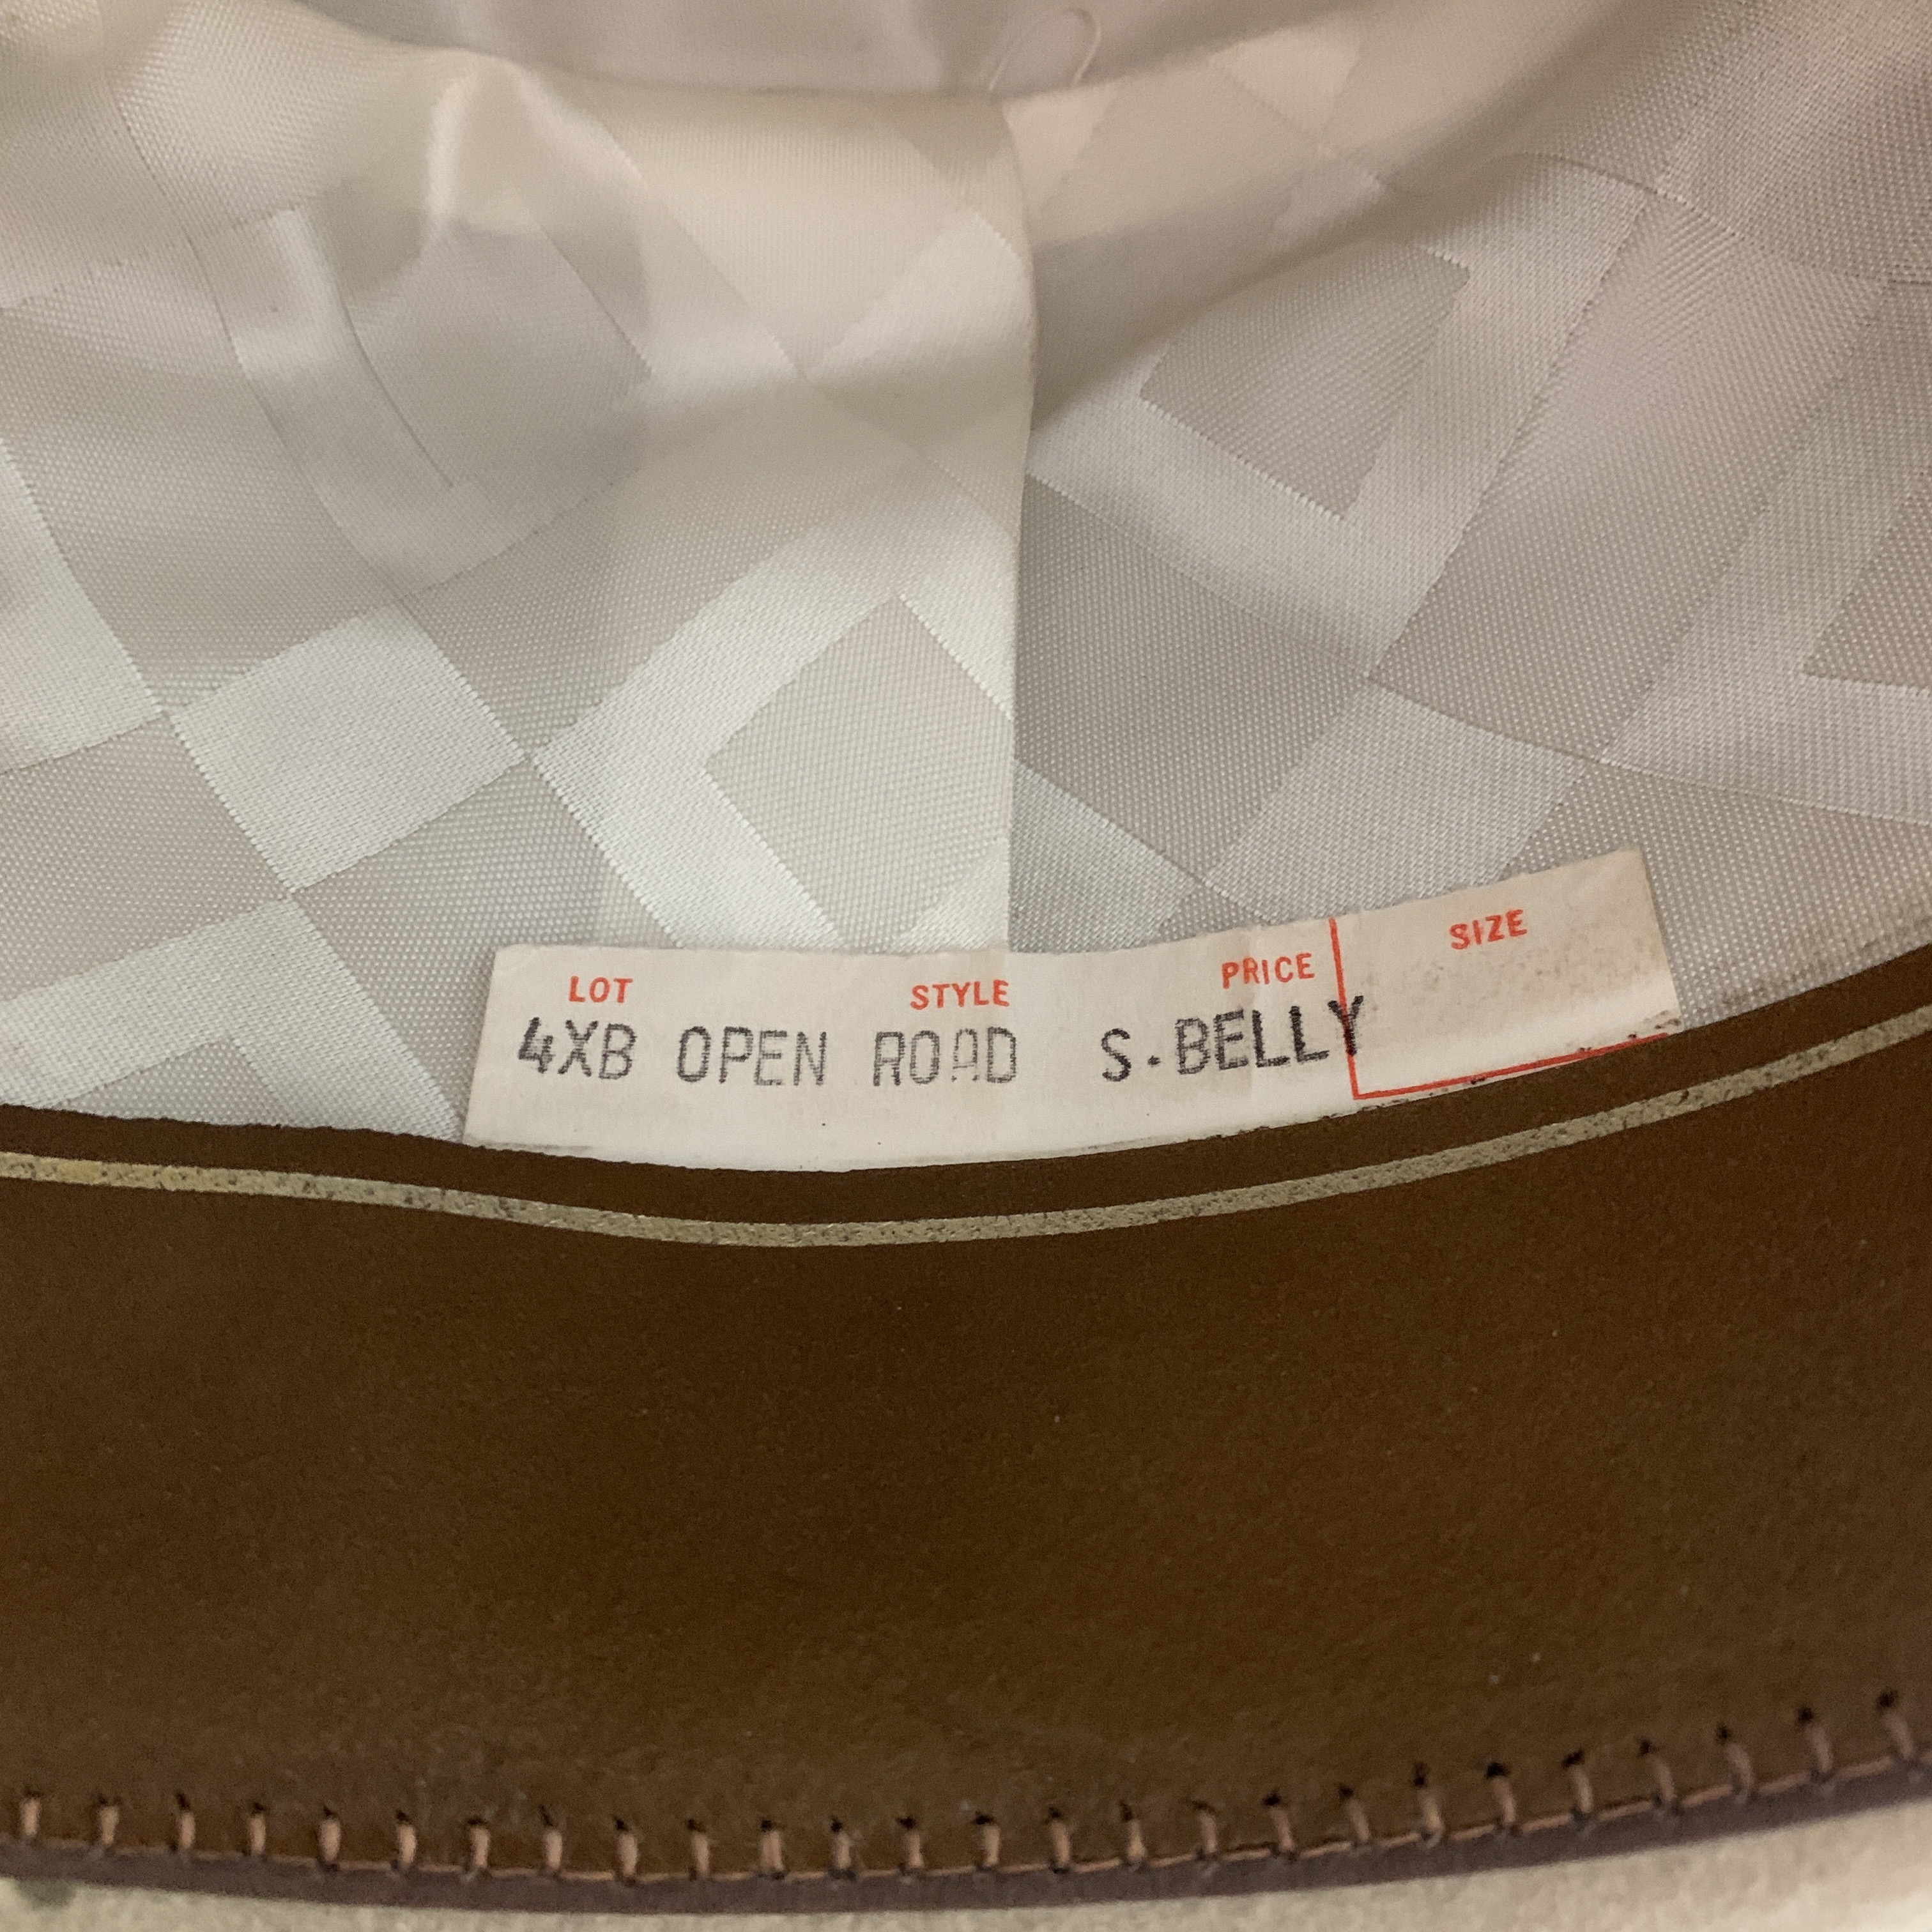 LOT STYLE PRICE SIZE
4XB OPEN ROAD S.BELLY